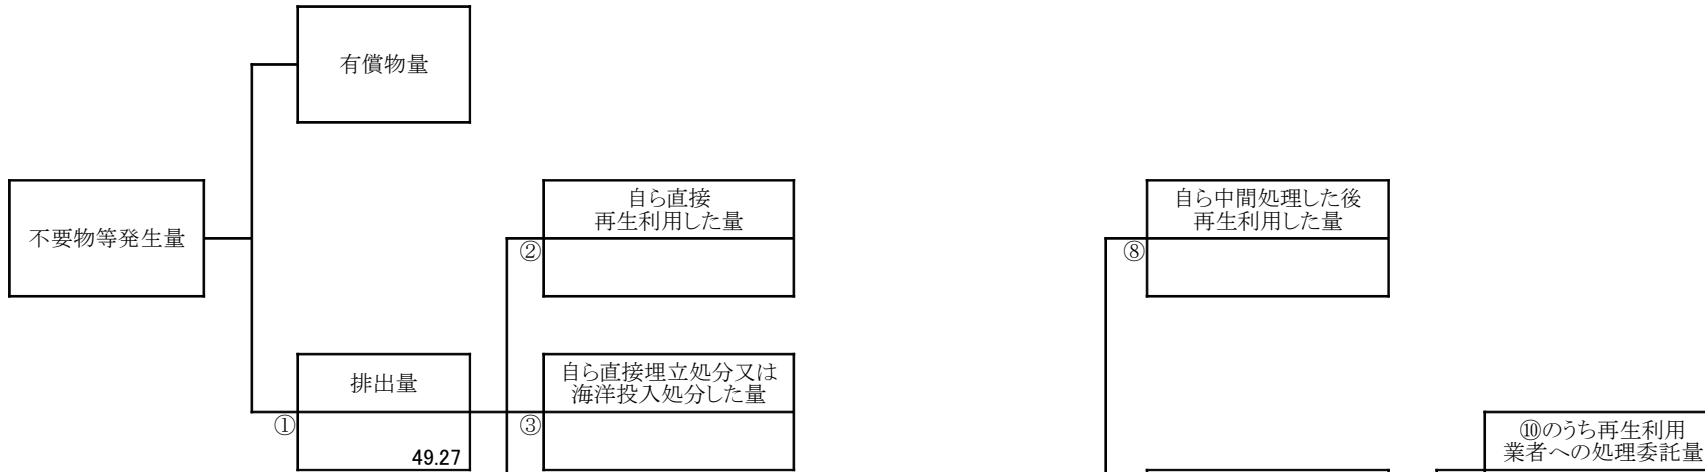 有償物量
不要物等発生量
自ら直接
再生利用した量
②
自ら中間処理した後
再生利用した量
⑧
排出量
①
49.27
自ら直接埋立処分又は
海洋投入処分した量
③
⑩のうち再生利用
業者への処理委託量